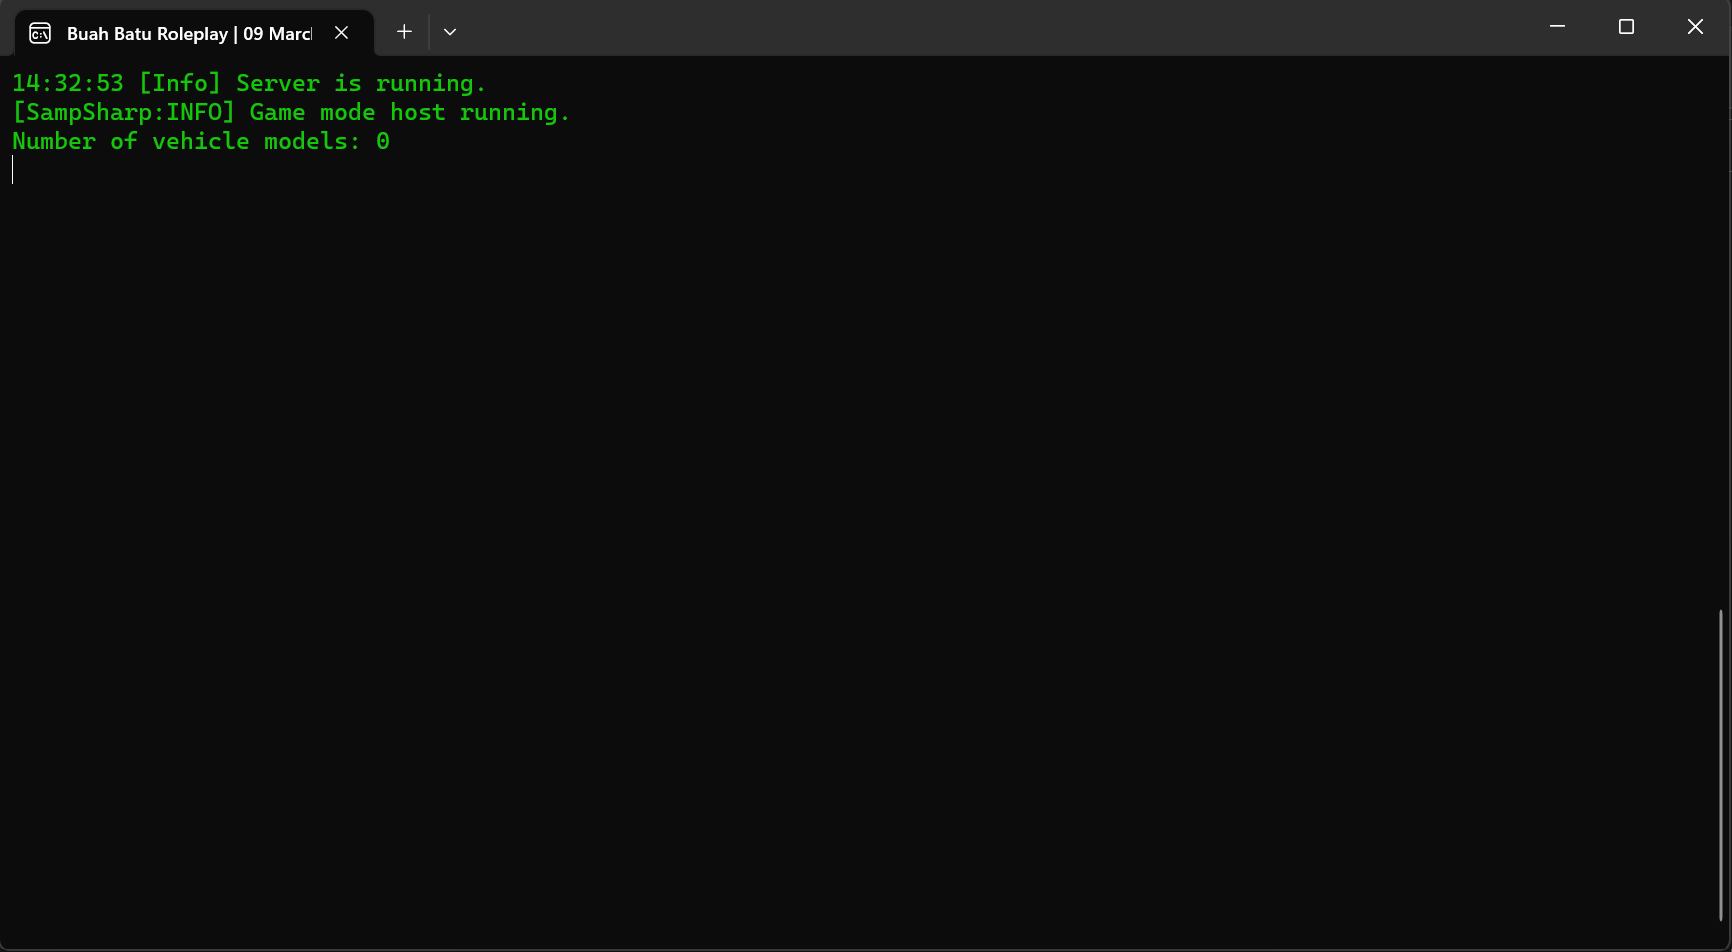 Buah Batu Roleplay | 09 Marc
14:32:53 [Info] Server is running.
[SampSharp:INFO] Game mode host running.
Number of vehicle models: 0